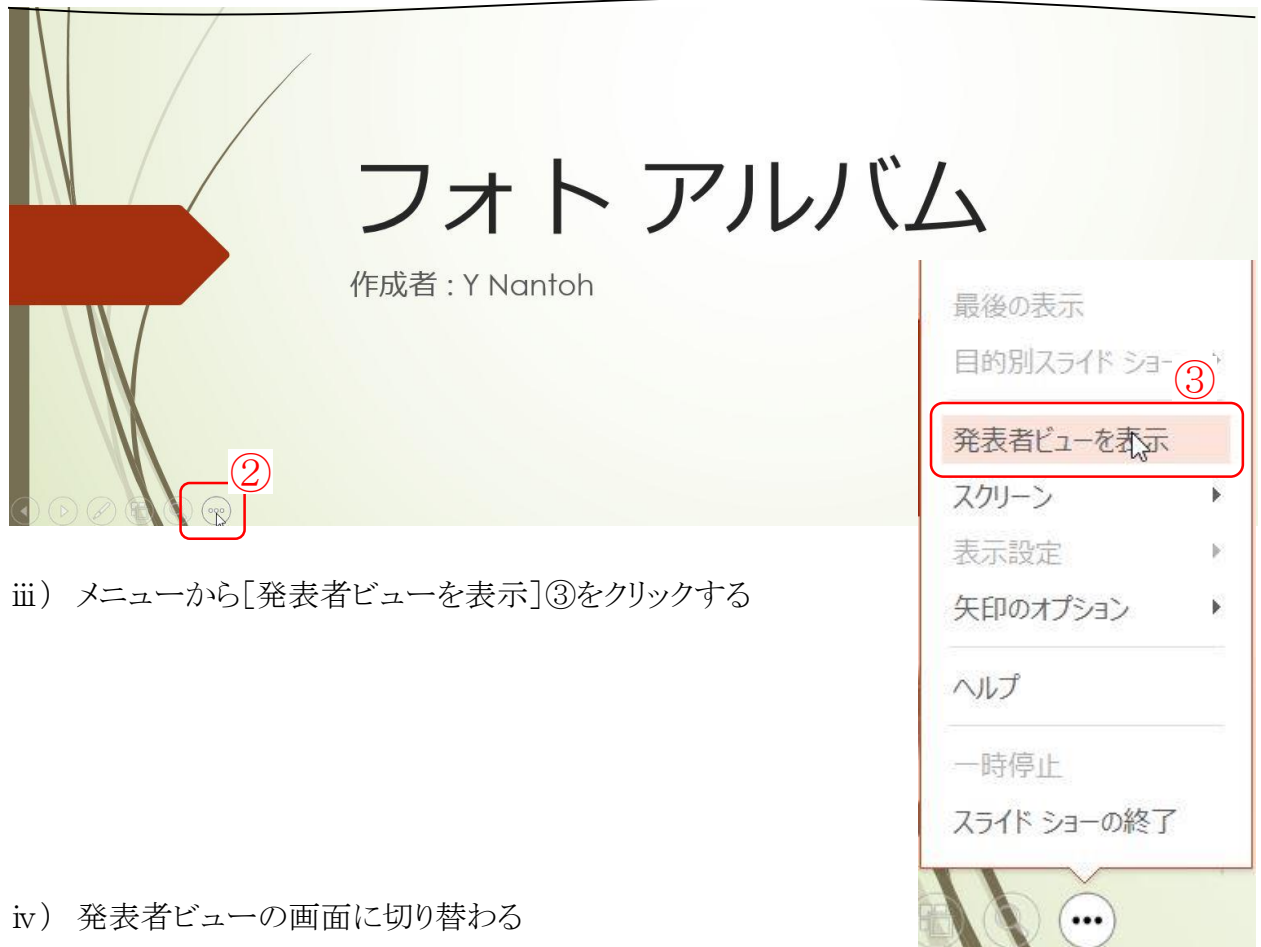 フォト アルバム
作成者 : Y Nantoh
②
最後の表示
目的別スライド ショー
③
発表者ビューを表示
スクリーン
表示設定
矢印のオプション
ヘルプ
一時停止
スライド ショーの終了
ⅲ） メニューから[発表者ビューを表示]③をクリックする
ⅳ） 発表者ビューの画面に切り替わる